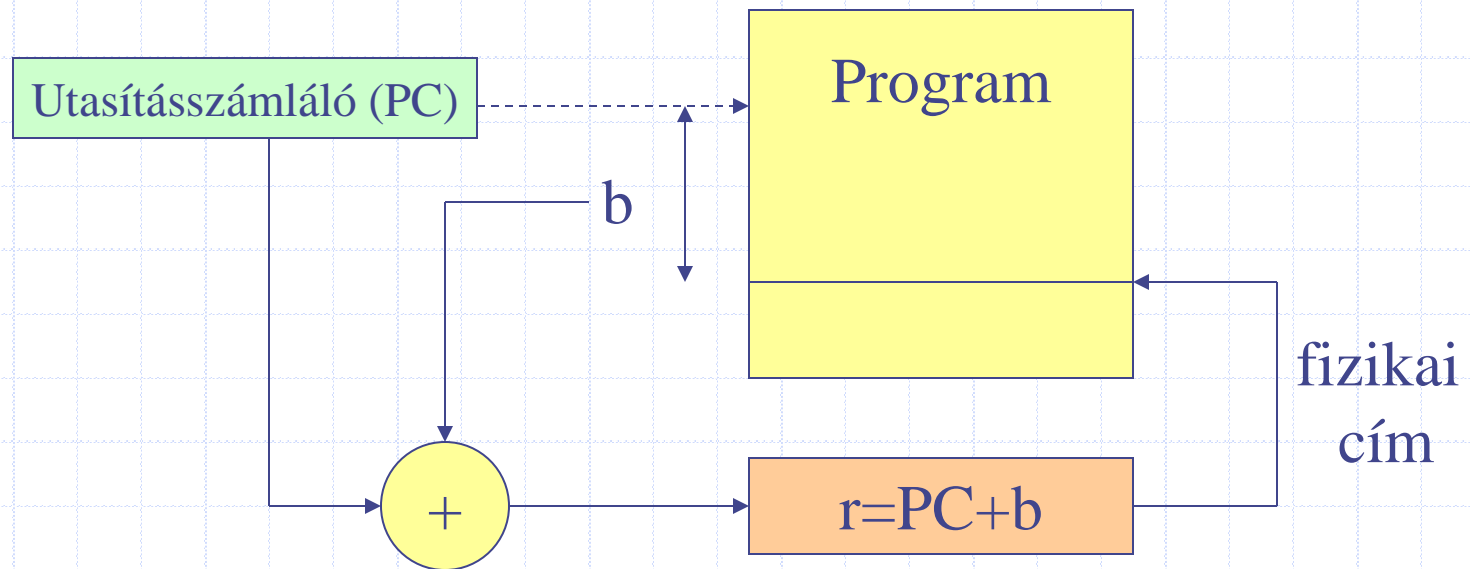 Utasításszámláló (PC)
Program
b
fizikai
cím
+
r=PC+b